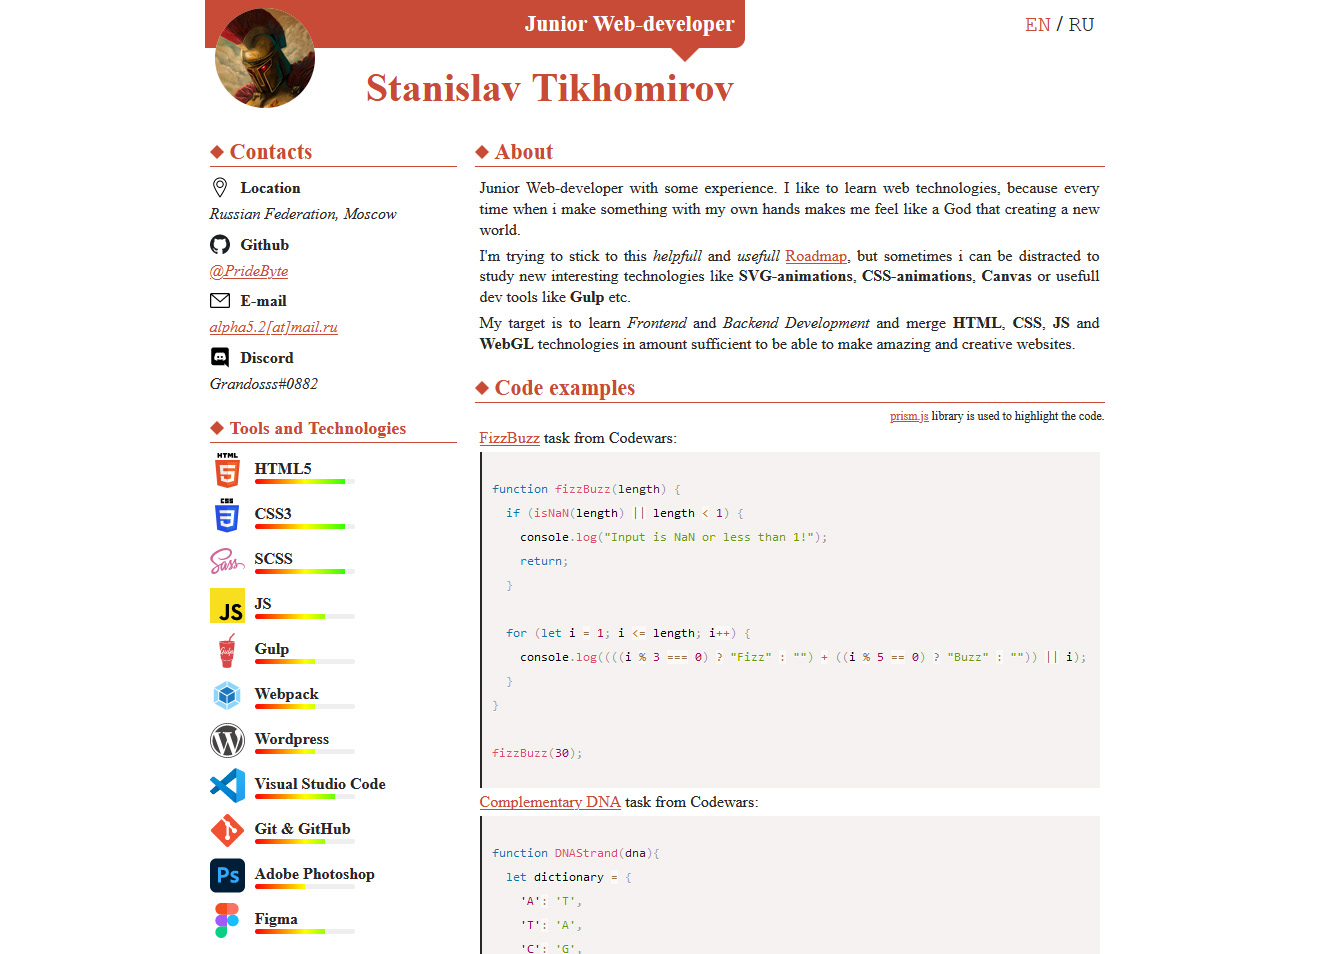 Junior Web-developer
EN / RU
Stanislav Tikhomirov
Contacts
Location
Russian Federation, Moscow
Github
@PrideByte
E-mail
alpha5.2[at]mail.ru
Discord
Grandosss#0882
Tools and Technologies
HTML
5
HTML5
CSS
3
CSS3
Sass
SCSS
JS
JS
Gulp
Gulp
Webpack
W
Wordpress
Visual Studio Code
Git & GitHub
Ps
Adobe Photoshop
Figma
About
Junior Web-developer with some experience. I like to learn web technologies, because every
time when i make something with my own hands makes me feel like a God that creating a new
world.
I'm trying to stick to this helpfull and usefull Roadmap, but sometimes i can be distracted to
study new interesting technologies like SVG-animations, CSS-animations, Canvas or usefull
dev tools like Gulp etc.
My target is to learn Frontend and Backend Development and merge HTML, CSS, JS and
WebGL technologies in amount sufficient to be able to make amazing and creative websites.
Code examples
prism.js library is used to highlight the code.
FizzBuzz task from Codewars:
function fizzBuzz(length) {
if (isNaN(length) || length < 1) {
console.log("Input is NaN or less than 1!");
return;
}
for (let i = 1; i <= length; i++) {
console.log((((i % 3 === 0) ? "Fizz" : "") + ((i % 5 == 0) ? "Buzz" : "")) || i);
}
}
fizzBuzz(30);
Complementary DNA task from Codewars:
function DNAStrand(dna){
let dictionary = {
'A': 'T',
'T': 'A',
'C': 'G',